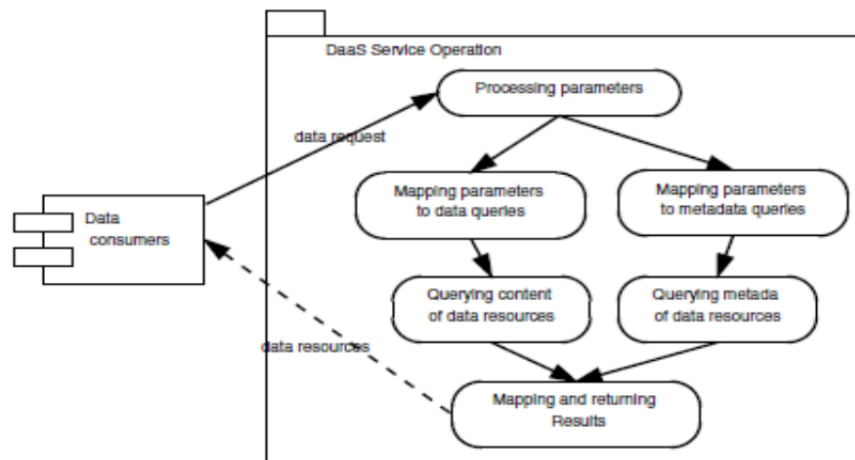 DaaS Service Operation
Processing parameters
data request
Mapping parameters
to data queries
Mapping parameters
to metadata queries
Data
consumers
Querying content
of data resources
Querying metada
of data resources
data resources
Mapping and returning
Results